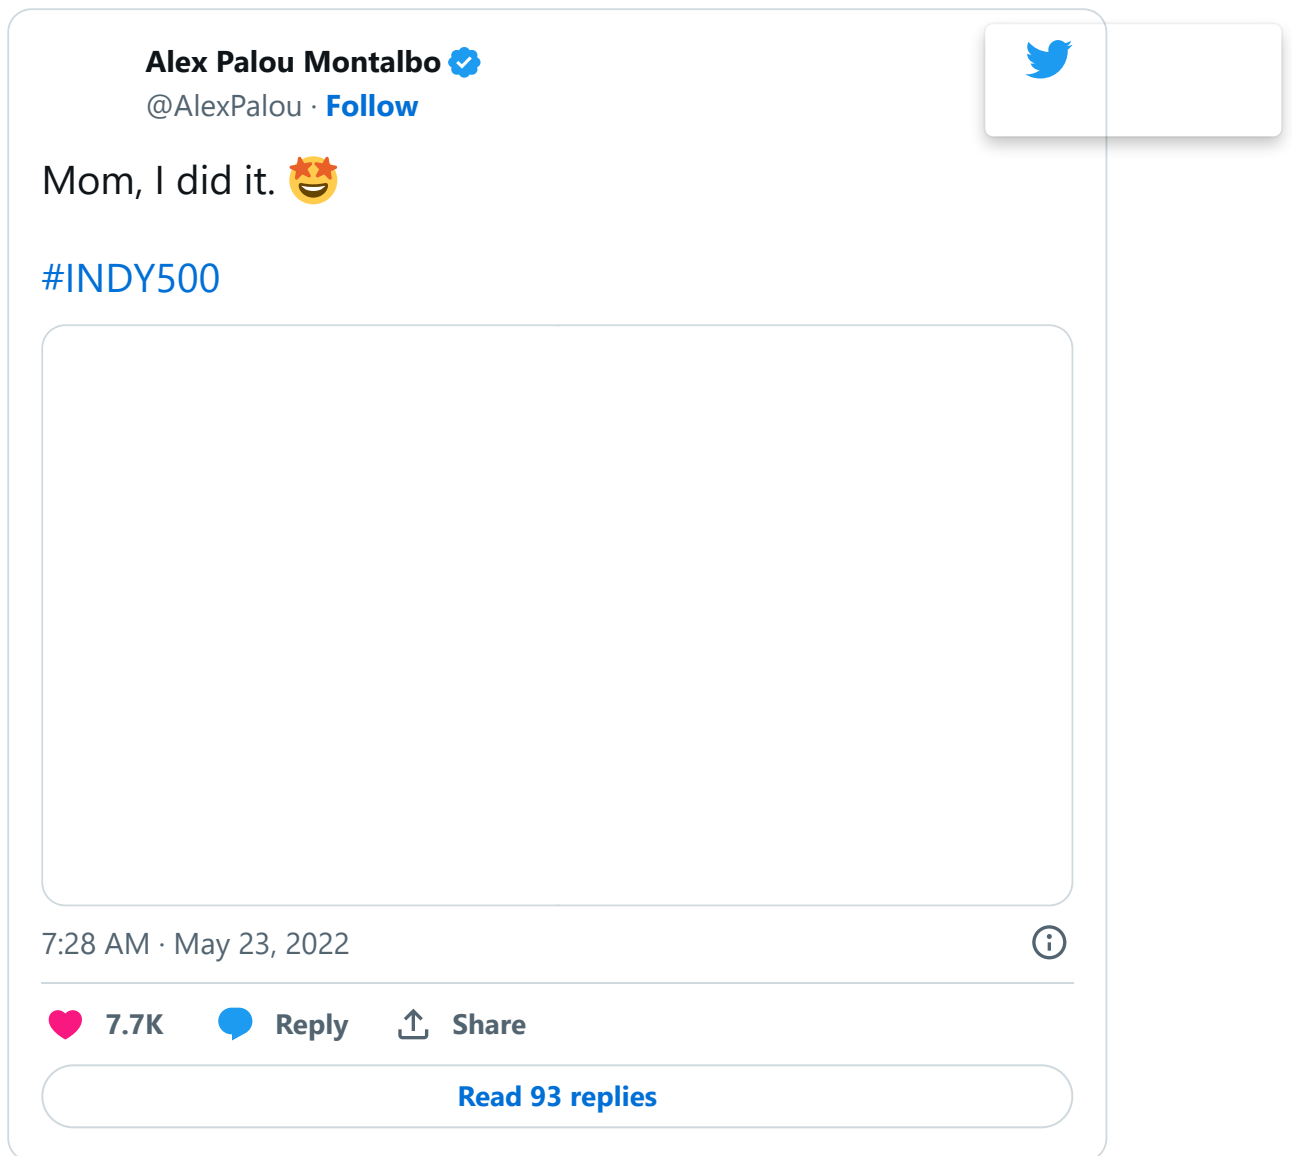 Alex Palou Montalbo
@AlexPalou · Follow
Mom, I did it. 🤩
#INDY500
7:28 AM · May 23, 2022
7.7K Reply Share
Read 93 replies